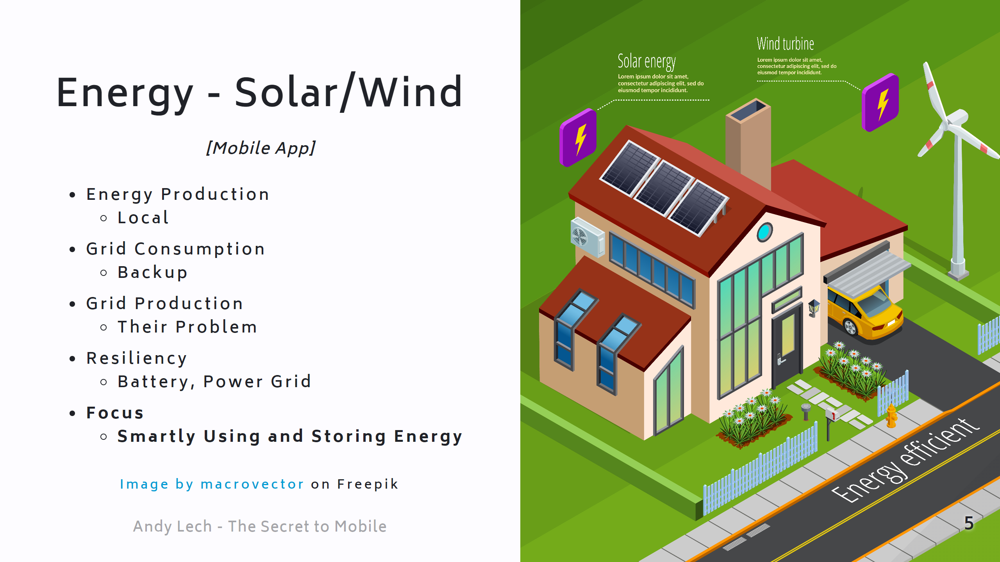 Energy - Solar/Wind
[Mobile App]
Energy Production
Local
Grid Consumption
Backup
Grid Production
Their Problem
Resiliency
Battery, Power Grid
Focus
Smartly Using and Storing Energy
Image by macrovector on Freepik
Andy Lech - The Secret to Mobile
Solar energy
Lorem ipsum dolor sit amet,
consectetur adipiscing elit, sed do
eiusmod tempor incididunt.
Wind turbine
Lorem ipsum dolor sit amet,
consectetur adipiscing elit, sed do
eiusmod tempor incididunt.
Energy efficient
5